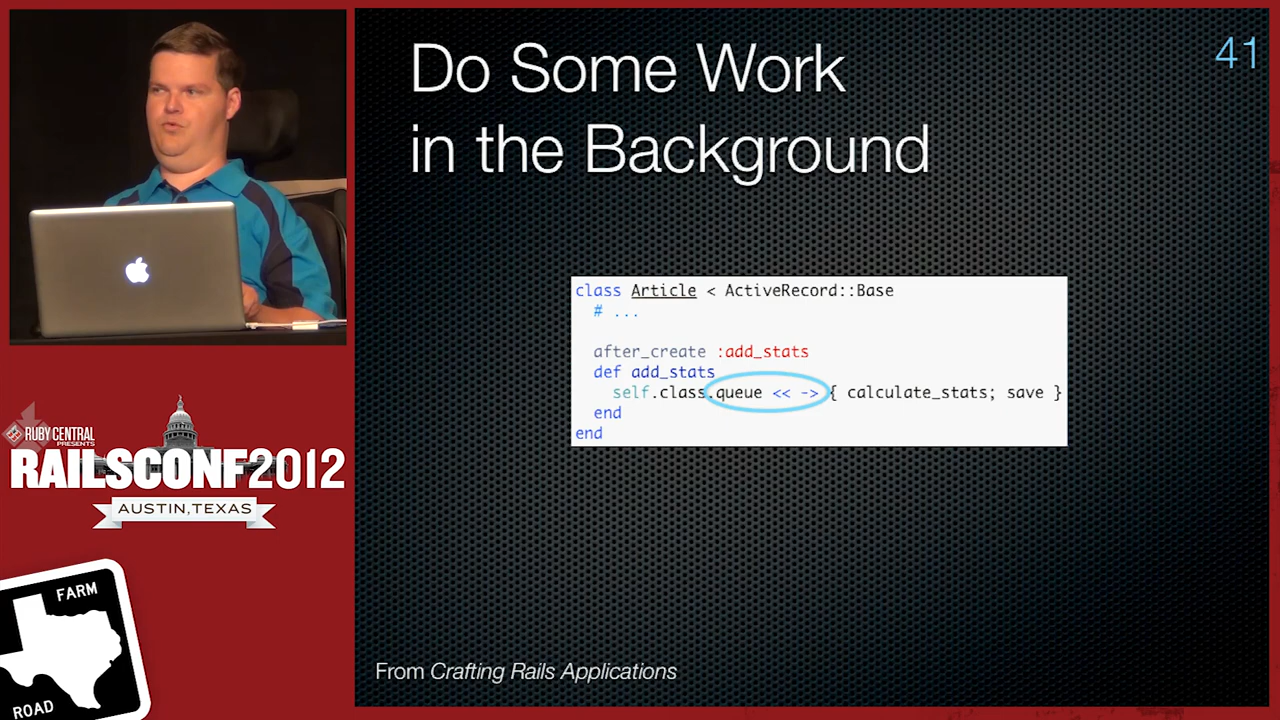 Do Some Work
in the Background
41
class Article < ActiveRecord::Base
# ...
after_create :add_stats
def add_stats
self.class.queue << -> { calculate_stats; save }
end
end
From Crafting Rails Applications
RUBY CENTRAL
PRESENTS
RAILSCONF2012
AUSTIN,TEXAS
FARM
ROAD